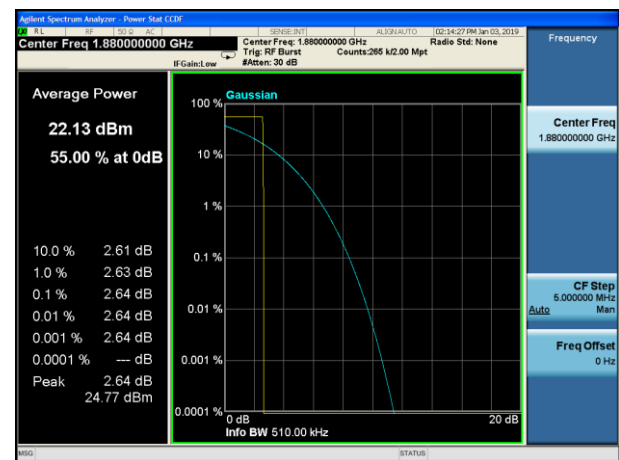 Agilent Spectrum Analyzer - Power Stat CCDF
RL RF 50 Ω AC SENSE:INT ALIGNAUTO 02:14:27 PM Jan 03, 2019
Center Freq 1.880000000 GHz
Center Freq: 1.880000000 GHz
Radio Std: None
Trig: RF Burst Counts:265 k/2.00 Mpt
IFGain:Low #Atten: 30 dB
Frequency
Average Power
22.13 dBm
55.00 % at 0dB
10.0 % 2.61 dB
1.0 % 2.63 dB
0.1 % 2.64 dB
0.01 % 2.64 dB
0.001 % 2.64 dB
0.0001 % --- dB
Peak 2.64 dB
24.77 dBm
Gaussian
100 %
10 %
1 %
0.1 %
0.01 %
0.001 %
0.0001 %
0 dB 20 dB
Info BW 510.00 kHz
Center Freq
1.880000000 GHz
CF Step
5.000000 MHz
Auto Man
Freq Offset
0 Hz
MSG STATUS